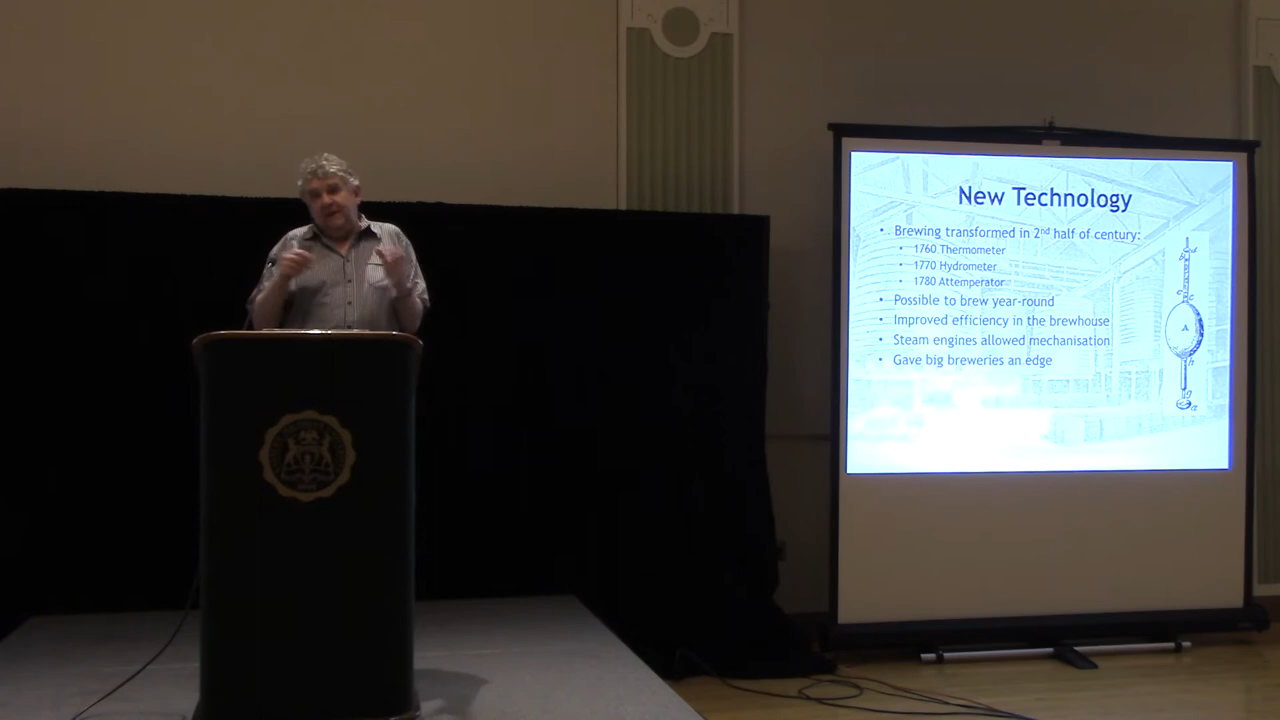 New Technology
• Brewing transformed in 2nd half of century:
• 1760 Thermometer
• 1770 Hydrometer
• 1780 Attemperator
• Possible to brew year-round
• Improved efficiency in the brewhouse
• Steam engines allowed mechanisation
• Gave big breweries an edge
A
h